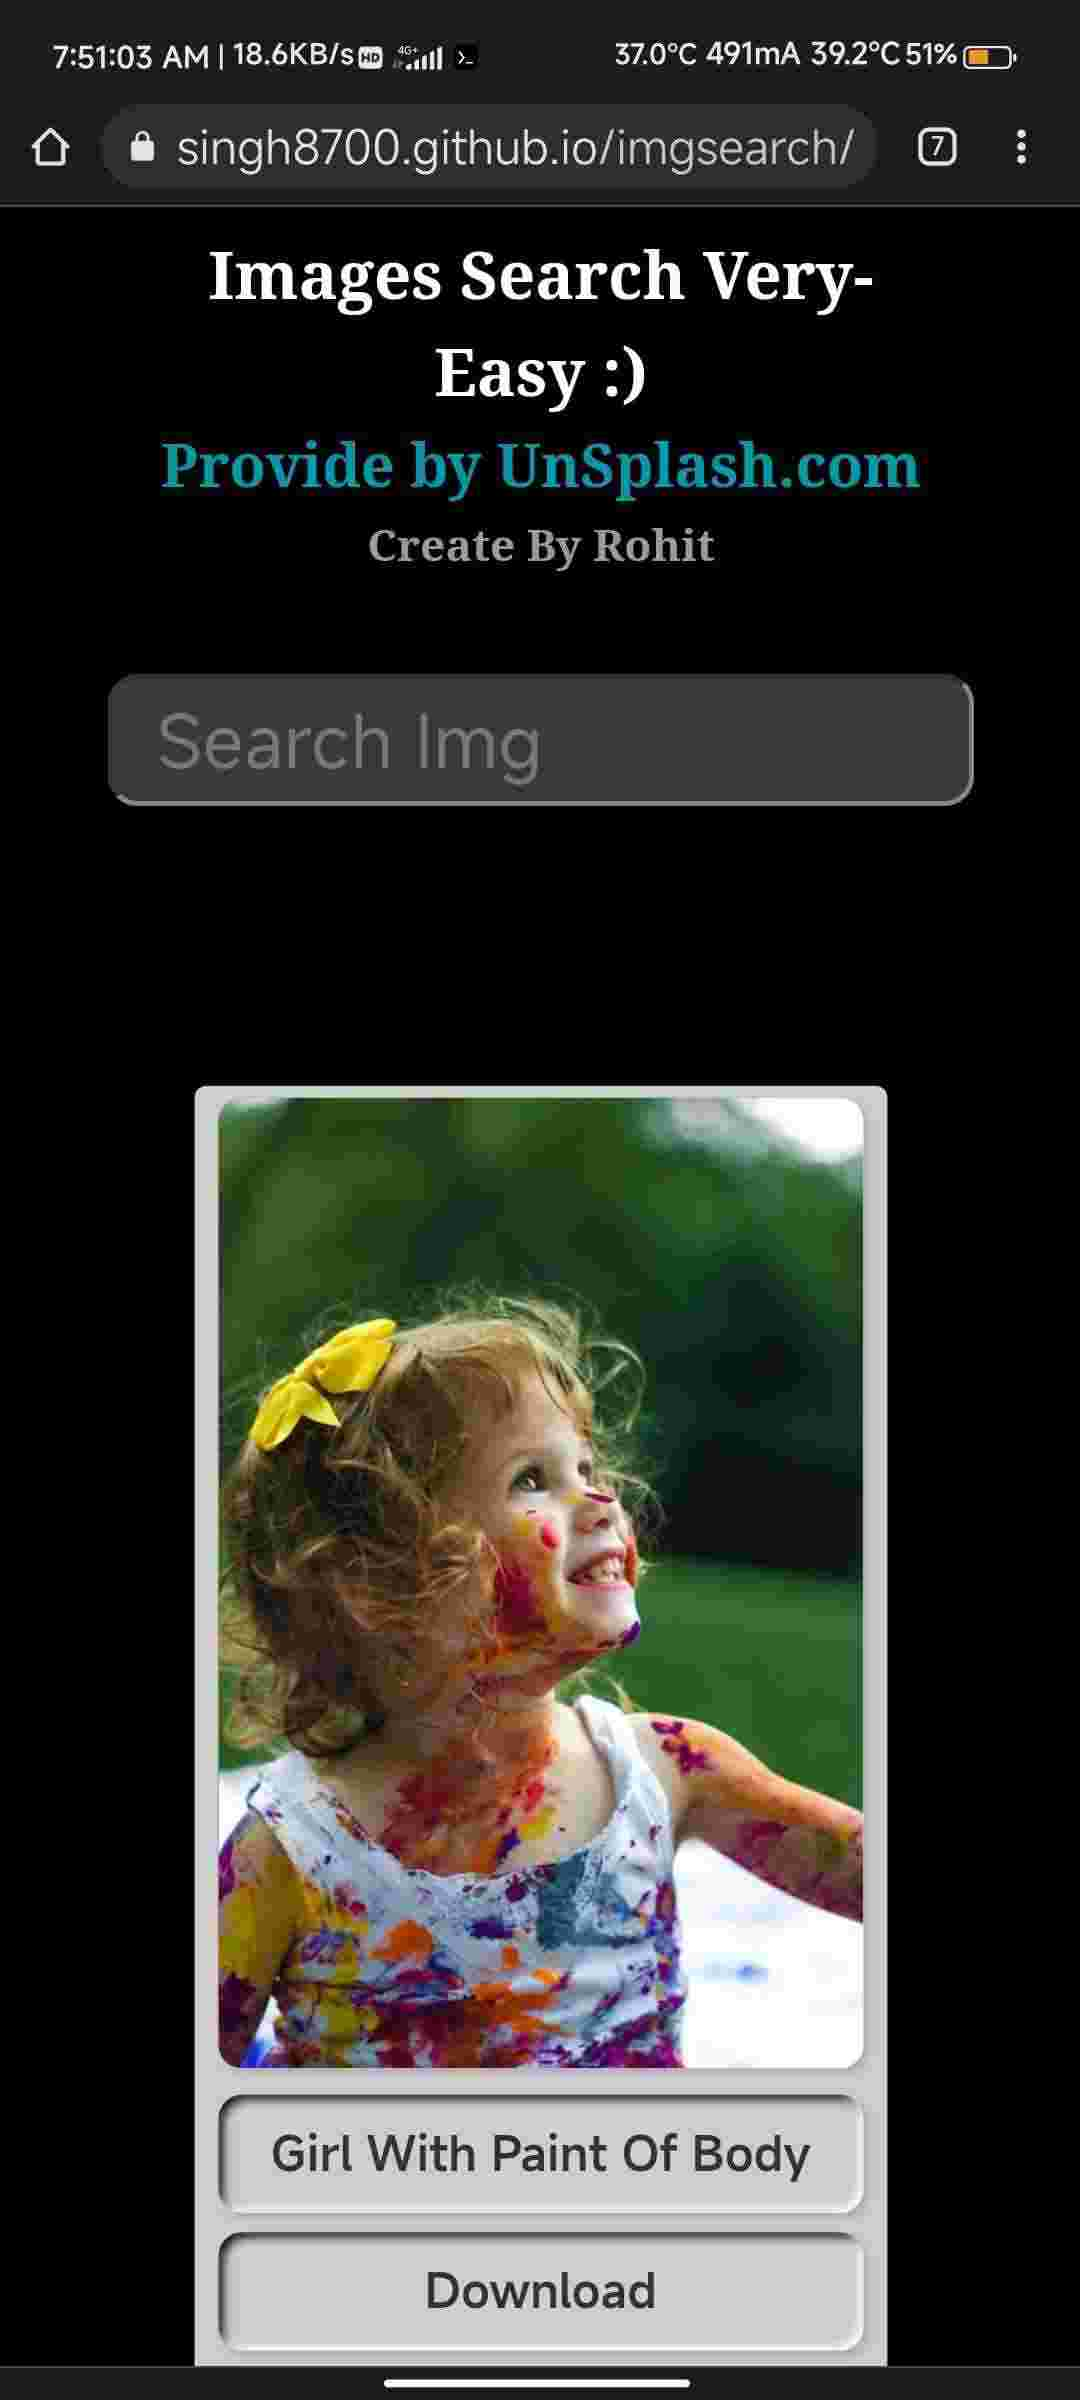 7:51:03 AM | 18.6KB/s HD 4G+ 37.0°C 491mA 39.2°C 51%
singh8700.github.io/imgsearch/ 7
Images Search Very-
Easy :)
Provide by UnSplash.com
Create By Rohit
Search Img
Girl With Paint Of Body
Download